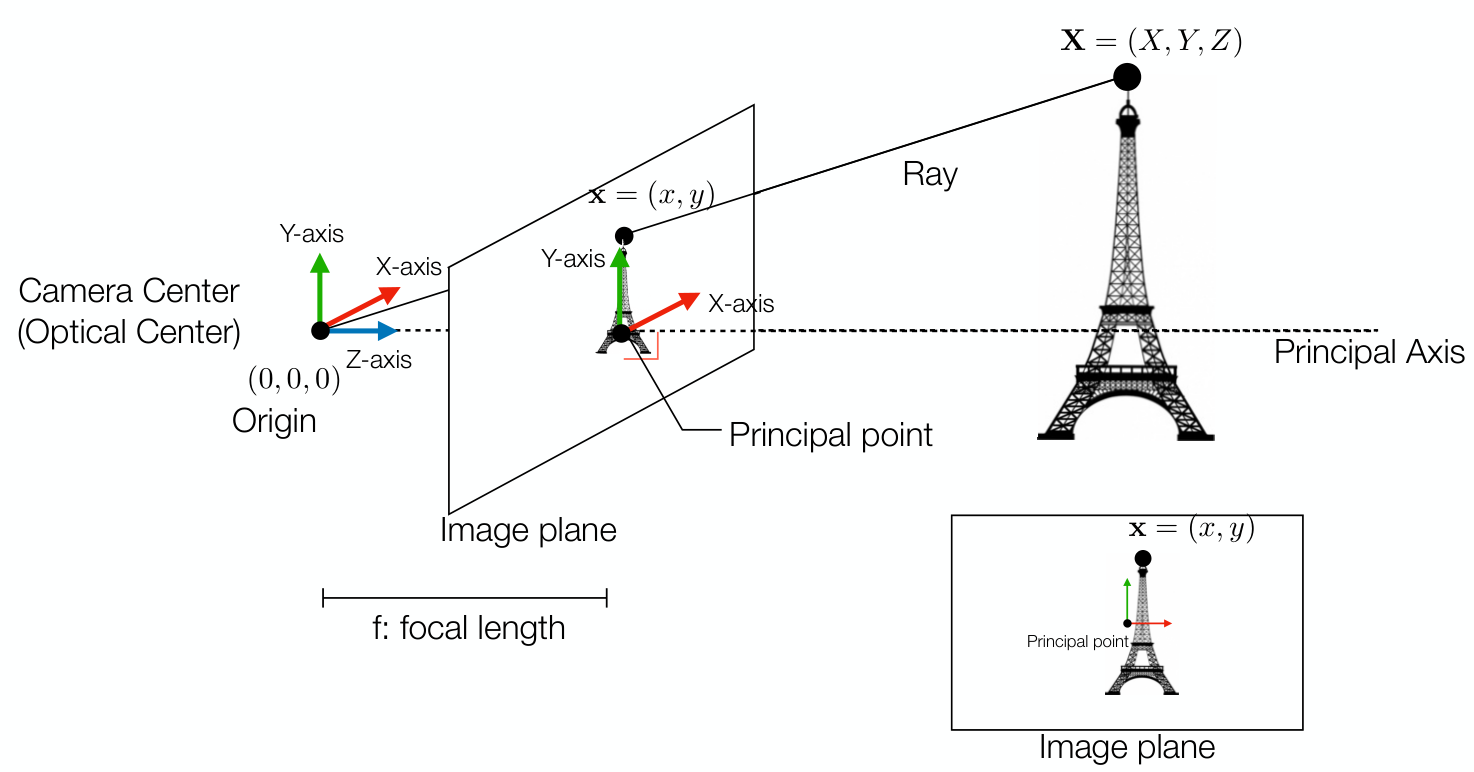 𝐗 = (X, Y, Z)
Ray
𝐱 = (x, y)
Y-axis
X-axis
Y-axis
X-axis
Camera Center
(Optical Center)
Z-axis
Principal Axis
(0, 0, 0)
Origin
Principal point
Image plane
f: focal length
𝐱 = (x, y)
Principal point
Image plane